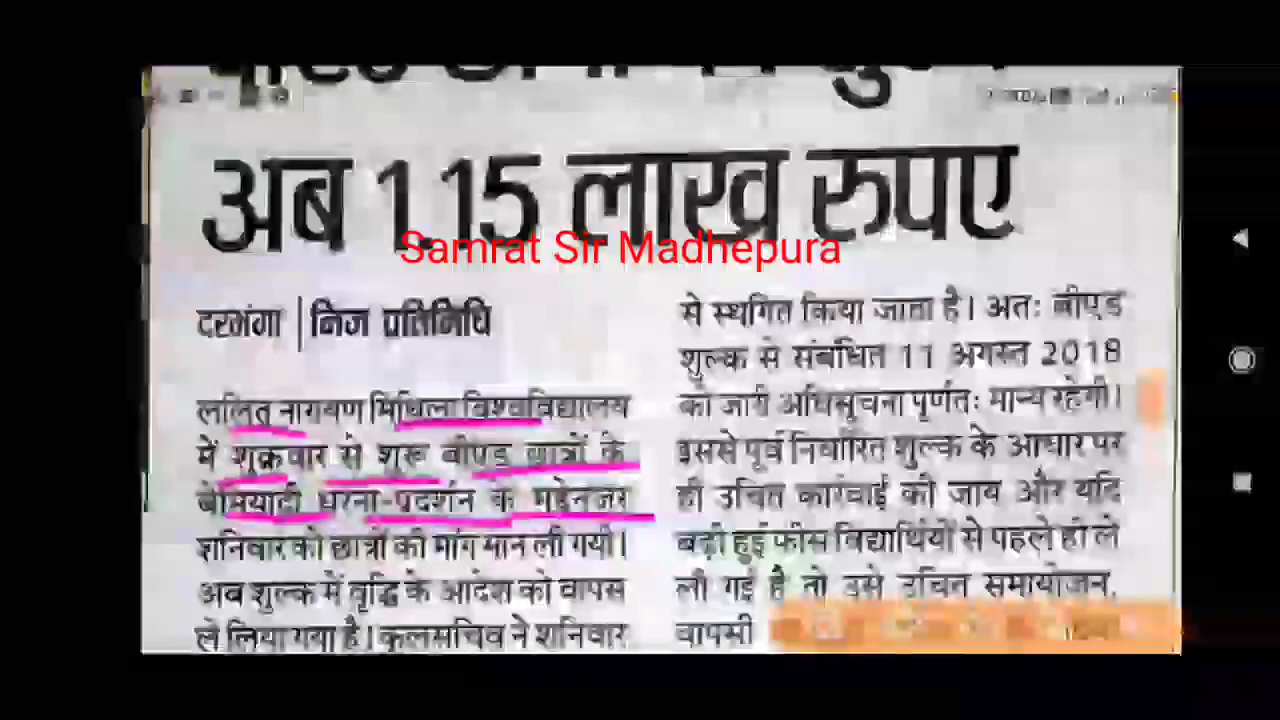 अब 1.15 लाख रुपए
Samrat Sir Madhepura
दरभंगा | निज प्रतिनिधि
ललित नारायण मिथिला विश्वविद्यालय
में शुक्रवार से शुरू बीएड छात्रों के
बेमियादी धरना-प्रदर्शन के मद्देनजर
शनिवार को छात्रों की मांग मान ली गयी।
अब शुल्क में वृद्धि के आदेश को वापस
ले लिया गया है। कुलसचिव ने शनिवार
से स्थगित किया जाता है। अतः बीएड
शुल्क से संबंधित 11 अगस्त 2018
को जारी अधिसूचना पूर्णतः मान्य रहेगी।
इससे पूर्व निर्धारित शुल्क के आधार पर
ही उचित कार्रवाई की जाय और यदि
बढ़ी हुई फीस विद्यार्थियों से पहले ही ले
ली गई है तो उसे उचित समायोजन,
वापसी